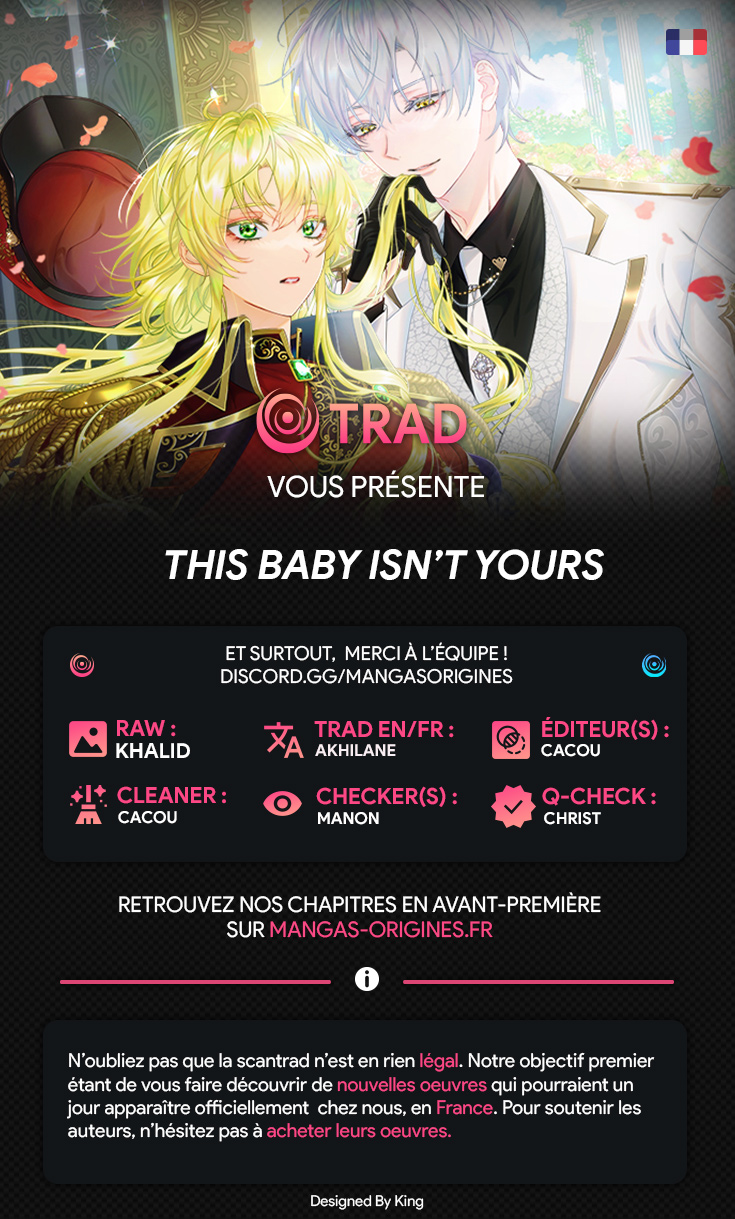 TRAD
VOUS PRÉSENTE
THIS BABY ISN'T YOURS
ET SURTOUT, MERCI À L'ÉQUIPE !
DISCORD.GG/MANGASORIGINES
RAW :
KHALID
TRAD EN/FR :
AKHILANE
ÉDITEUR(S) :
CACOU
CLEANER :
CACOU
CHECKER(S) :
MANON
Q-CHECK :
CHRIST
RETROUVEZ NOS CHAPITRES EN AVANT-PREMIÈRE
SUR MANGAS-ORIGINES.FR
N'oubliez pas que la scantrad n'est en rien légal. Notre objectif premier
étant de vous faire découvrir de nouvelles oeuvres qui pourraient un
jour apparaître officiellement chez nous, en France. Pour soutenir les
auteurs, n'hésitez pas à acheter leurs oeuvres.
Designed By King